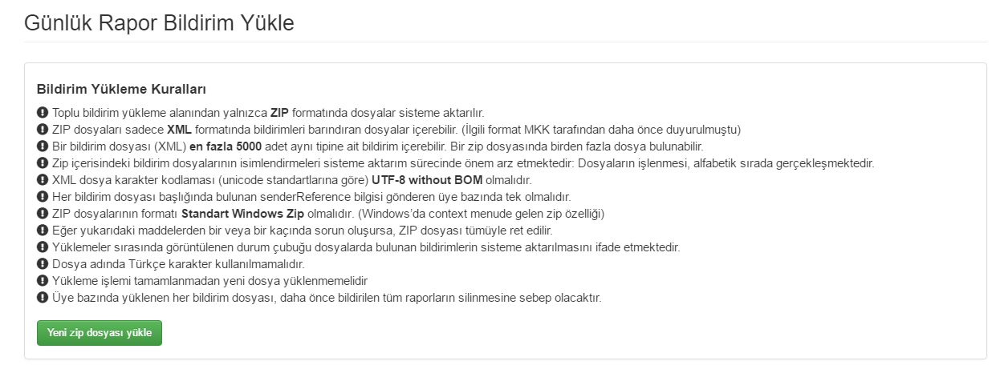 Günlük Rapor Bildirim Yükle
Bildirim Yükleme Kuralları
Toplu bildirim yükleme alanından yalnızca ZIP formatında dosyalar sisteme aktarılır.
ZIP dosyaları sadece XML formatında bildirimleri barındıran dosyalar içerebilir. (İlgili format MKK tarafından daha önce duyurulmuştu)
Bir bildirim dosyası (XML) en fazla 5000 adet aynı tipine ait bildirim içerebilir. Bir zip dosyasında birden fazla dosya bulunabilir.
Zip içerisindeki bildirim dosyalarının isimlendirmeleri sisteme aktarım sürecinde önem arz etmektedir: Dosyaların işlenmesi, alfabetik sırada gerçekleşmektedir.
XML dosya karakter kodlaması (unicode standartlarına göre) UTF-8 without BOM olmalıdır.
Her bildirim dosyası başlığında bulunan senderReference bilgisi gönderen üye bazında tek olmalıdır.
ZIP dosyalarının formatı Standart Windows Zip olmalıdır. (Windows'da context menude gelen zip özelliği)
Eğer yukarıdaki maddelerden bir veya bir kaçında sorun oluşursa, ZIP dosyası tümüyle ret edilir.
Yüklemeler sırasında görüntülenen durum çubuğu dosyalarda bulunan bildirimlerin sisteme aktarılmasını ifade etmektedir.
Dosya adında Türkçe karakter kullanılmamalıdır.
Yükleme işlemi tamamlanmadan yeni dosya yüklenmemelidir
Üye bazında yüklenen her bildirim dosyası, daha önce bildirilen tüm raporların silinmesine sebep olacaktır.
Yeni zip dosyası yükle